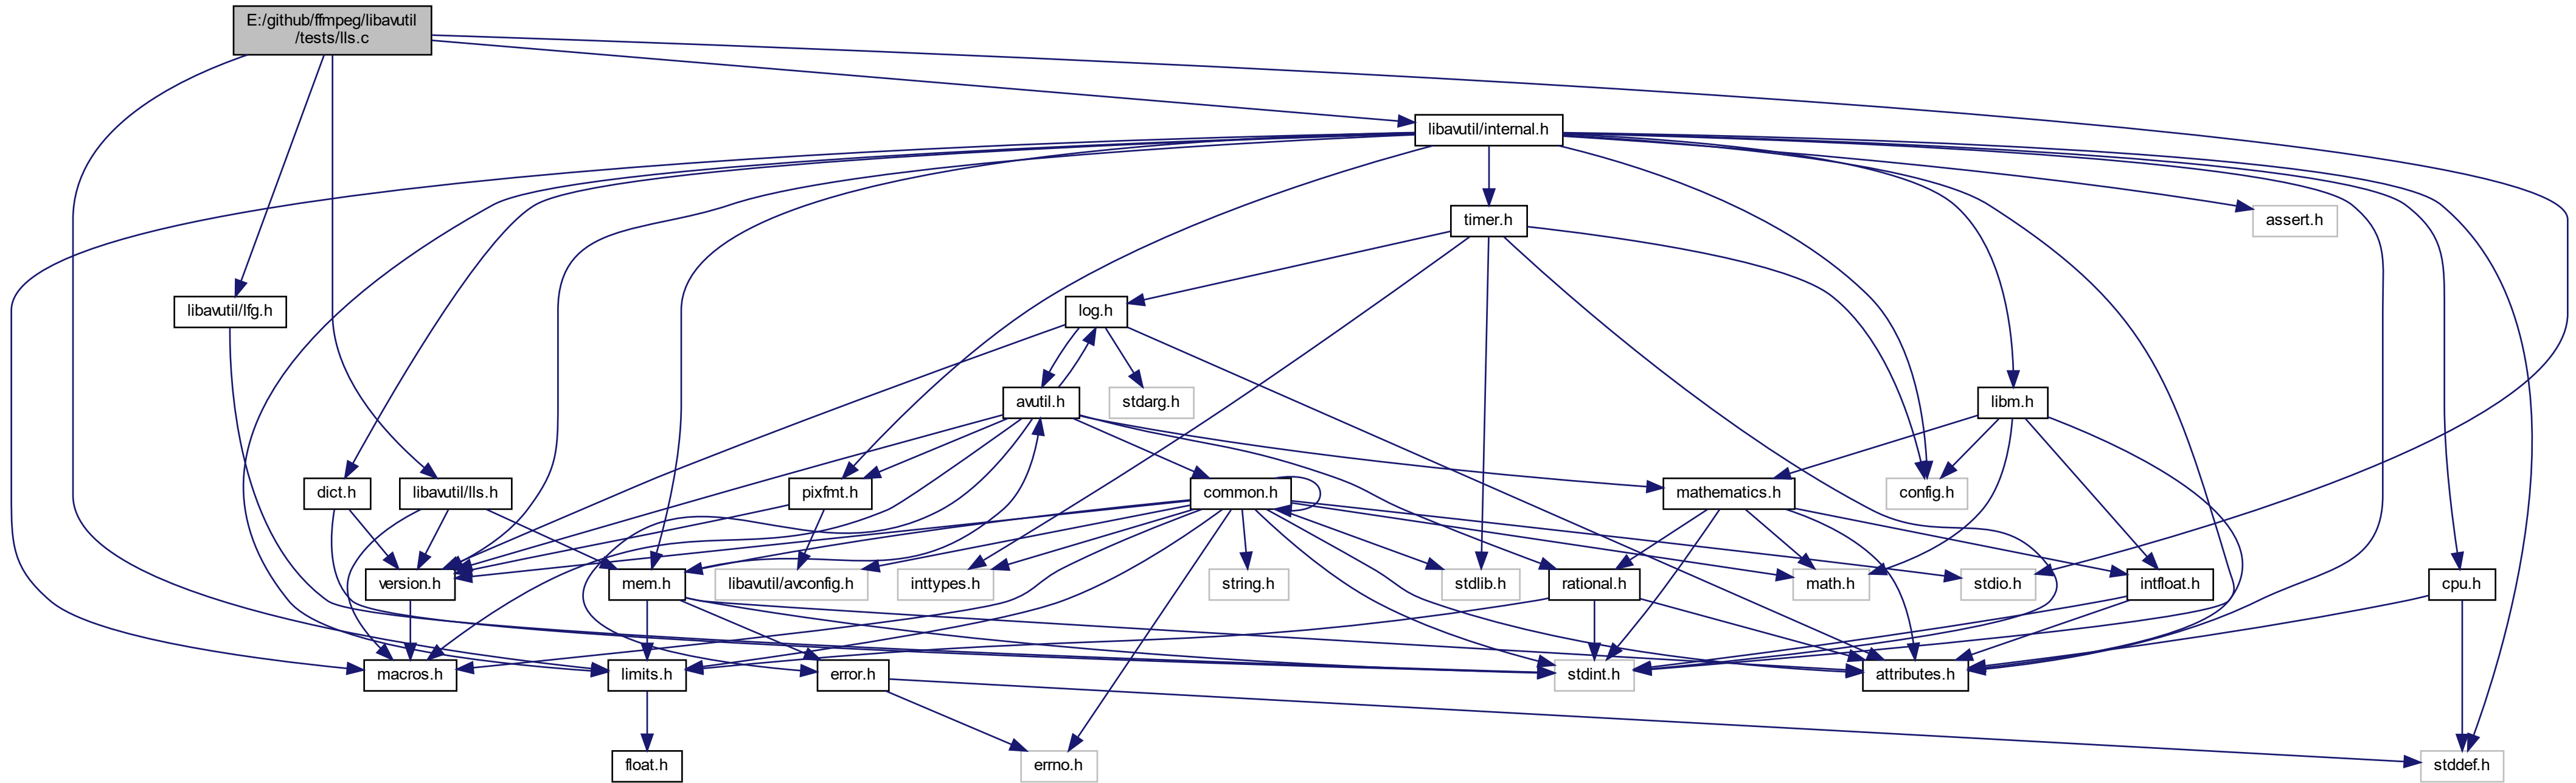 E:/github/ffmpeg/libavutil
/tests/lls.c
libavutil/internal.h
timer.h
assert.h
libavutil/lfg.h
log.h
avutil.h
stdarg.h
libm.h
dict.h
libavutil/lls.h
pixfmt.h
common.h
mathematics.h
config.h
version.h
mem.h
libavutil/avconfig.h
inttypes.h
string.h
stdlib.h
rational.h
math.h
stdio.h
intfloat.h
cpu.h
macros.h
limits.h
error.h
stdint.h
attributes.h
float.h
errno.h
stddef.h